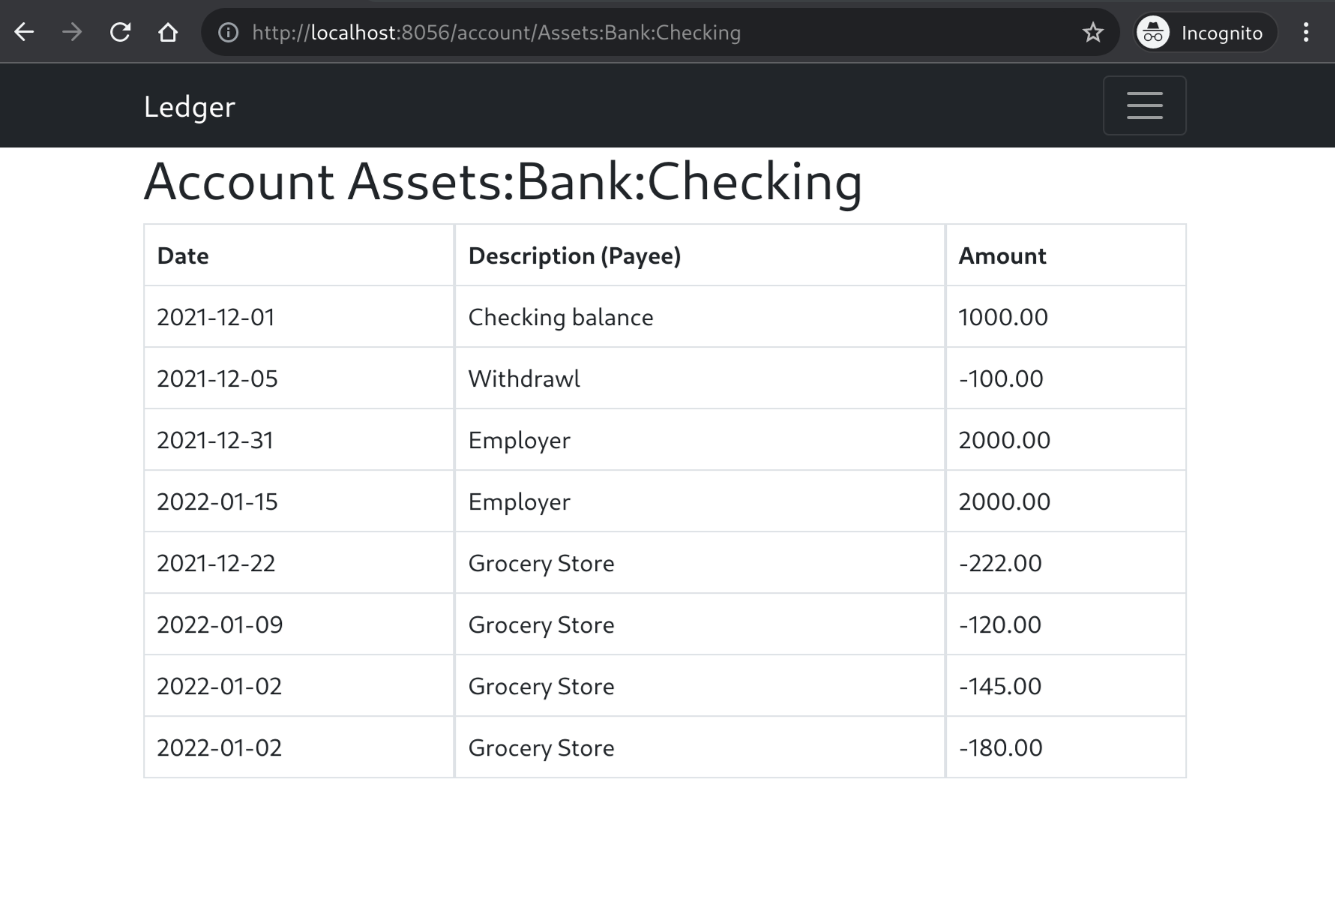 http://localhost:8056/account/Assets:Bank:Checking Incognito
Ledger
Account Assets:Bank:Checking
Date Description (Payee) Amount
2021-12-01 Checking balance 1000.00
2021-12-05 Withdrawl -100.00
2021-12-31 Employer 2000.00
2022-01-15 Employer 2000.00
2021-12-22 Grocery Store -222.00
2022-01-09 Grocery Store -120.00
2022-01-02 Grocery Store -145.00
2022-01-02 Grocery Store -180.00